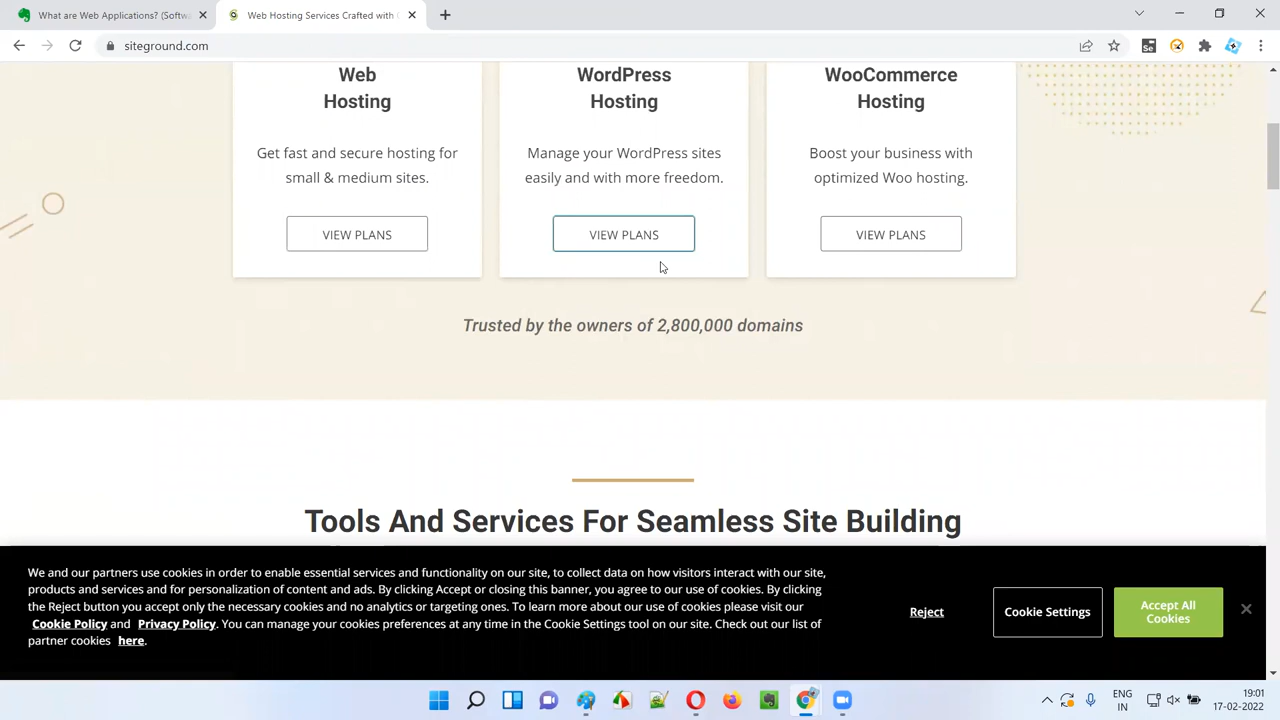 What are Web Applications? (Softwa
Web Hosting Services Crafted with
siteground.com
Web
Hosting
Get fast and secure hosting for
small & medium sites.
VIEW PLANS
WordPress
Hosting
Manage your WordPress sites
easily and with more freedom.
VIEW PLANS
WooCommerce
Hosting
Boost your business with
optimized Woo hosting.
VIEW PLANS
Trusted by the owners of 2,800,000 domains
Tools And Services For Seamless Site Building
We and our partners use cookies in order to enable essential services and functionality on our site, to collect data on how visitors interact with our site,
products and services and for personalization of content and ads. By clicking Accept or closing this banner, you agree to our use of cookies. By clicking
the Reject button you accept only the necessary cookies and no analytics or targeting ones. To learn more about our use of cookies please visit our
Cookie Policy and Privacy Policy. You can manage your cookies preferences at any time in the Cookie Settings tool on our site. Check out our list of
partner cookies here.
Reject
Cookie Settings
Accept All
Cookies
ENG
IN
19:01
17-02-2022